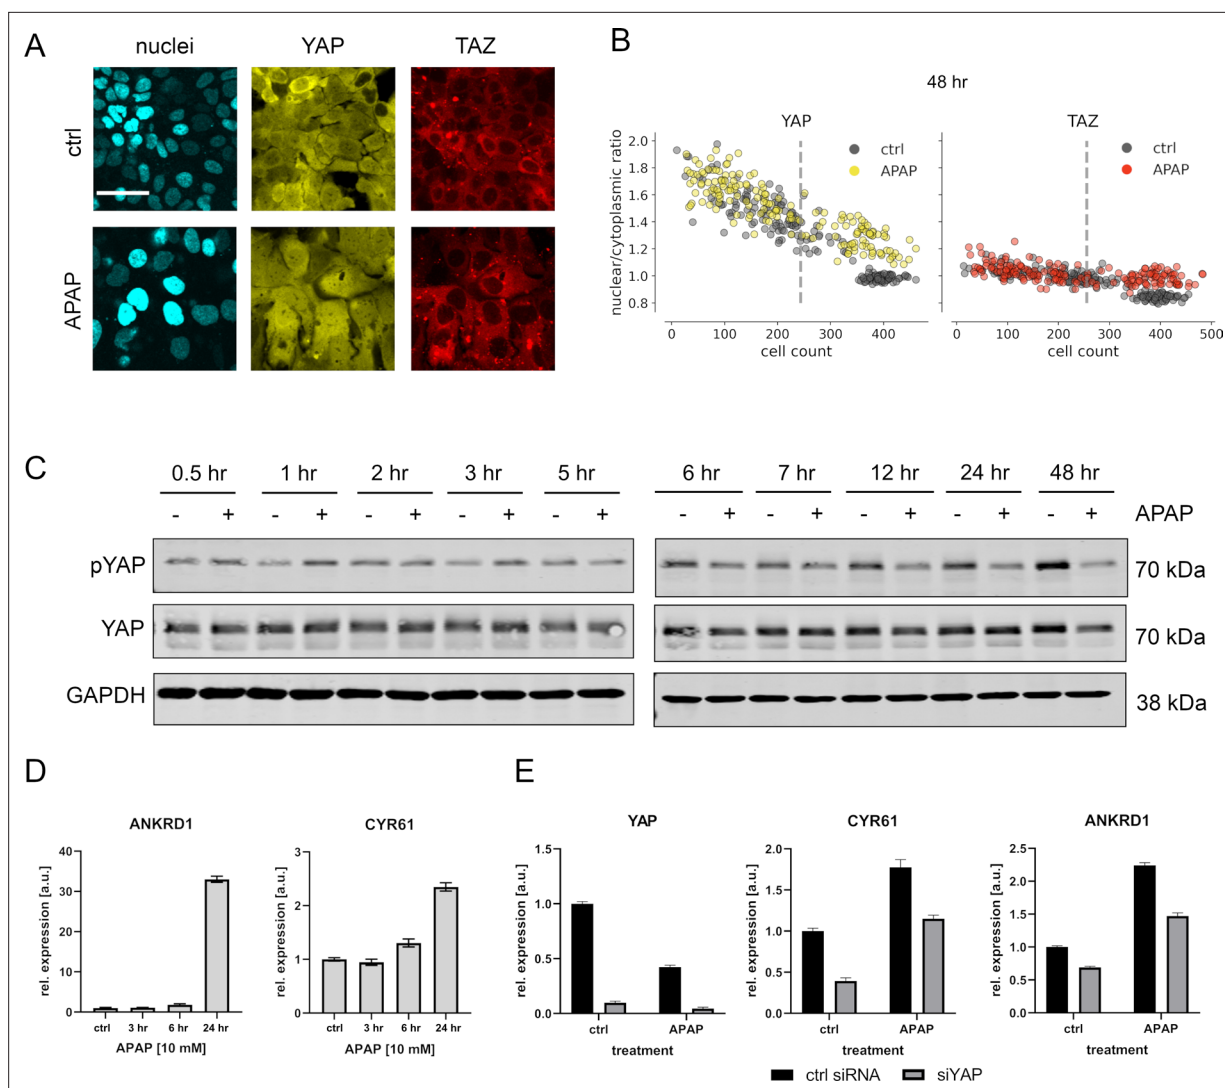 A
nuclei YAP TAZ
ctrl
APAP
B
48 hr
YAP TAZ
ctrl
APAP
ctrl
APAP
nuclear/cytoplasmic ratio
2.0
1.8
1.6
1.4
1.2
1.0
0.8
0 100 200 300 400
cell count
0 100 200 300 400 500
cell count
C
0.5 hr 1 hr 2 hr 3 hr 5 hr 6 hr 7 hr 12 hr 24 hr 48 hr
- + - + - + - + - + - + - + - + - + - + APAP
pYAP 70 kDa
YAP 70 kDa
GAPDH 38 kDa
D
ANKRD1
rel. expression [a.u.]
40
30
20
10
0
ctrl 3 hr 6 hr 24 hr
APAP [10 mM]
CYR61
rel. expression [a.u.]
3
2
1
0
ctrl 3 hr 6 hr 24 hr
APAP [10 mM]
E
YAP
rel. expression [a.u.]
1.5
1.0
0.5
0.0
ctrl APAP
treatment
CYR61
rel. expression [a.u.]
2.0
1.5
1.0
0.5
0.0
ctrl APAP
treatment
ANKRD1
rel. expression [a.u.]
2.5
2.0
1.5
1.0
0.5
0.0
ctrl APAP
treatment
ctrl siRNA siYAP